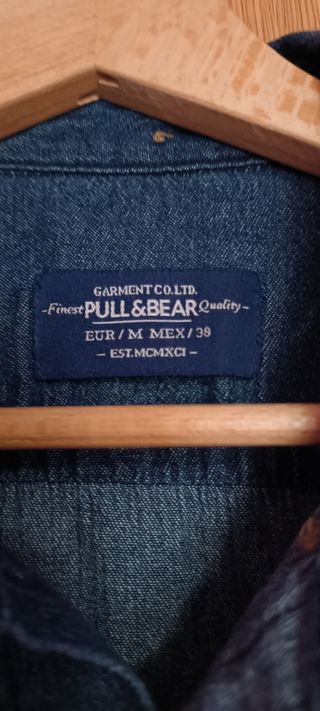 GARMENT CO.LTD.
-Finest PULL&BEAR Quality-
EUR / M MEX / 38
- EST.MCMXCI -